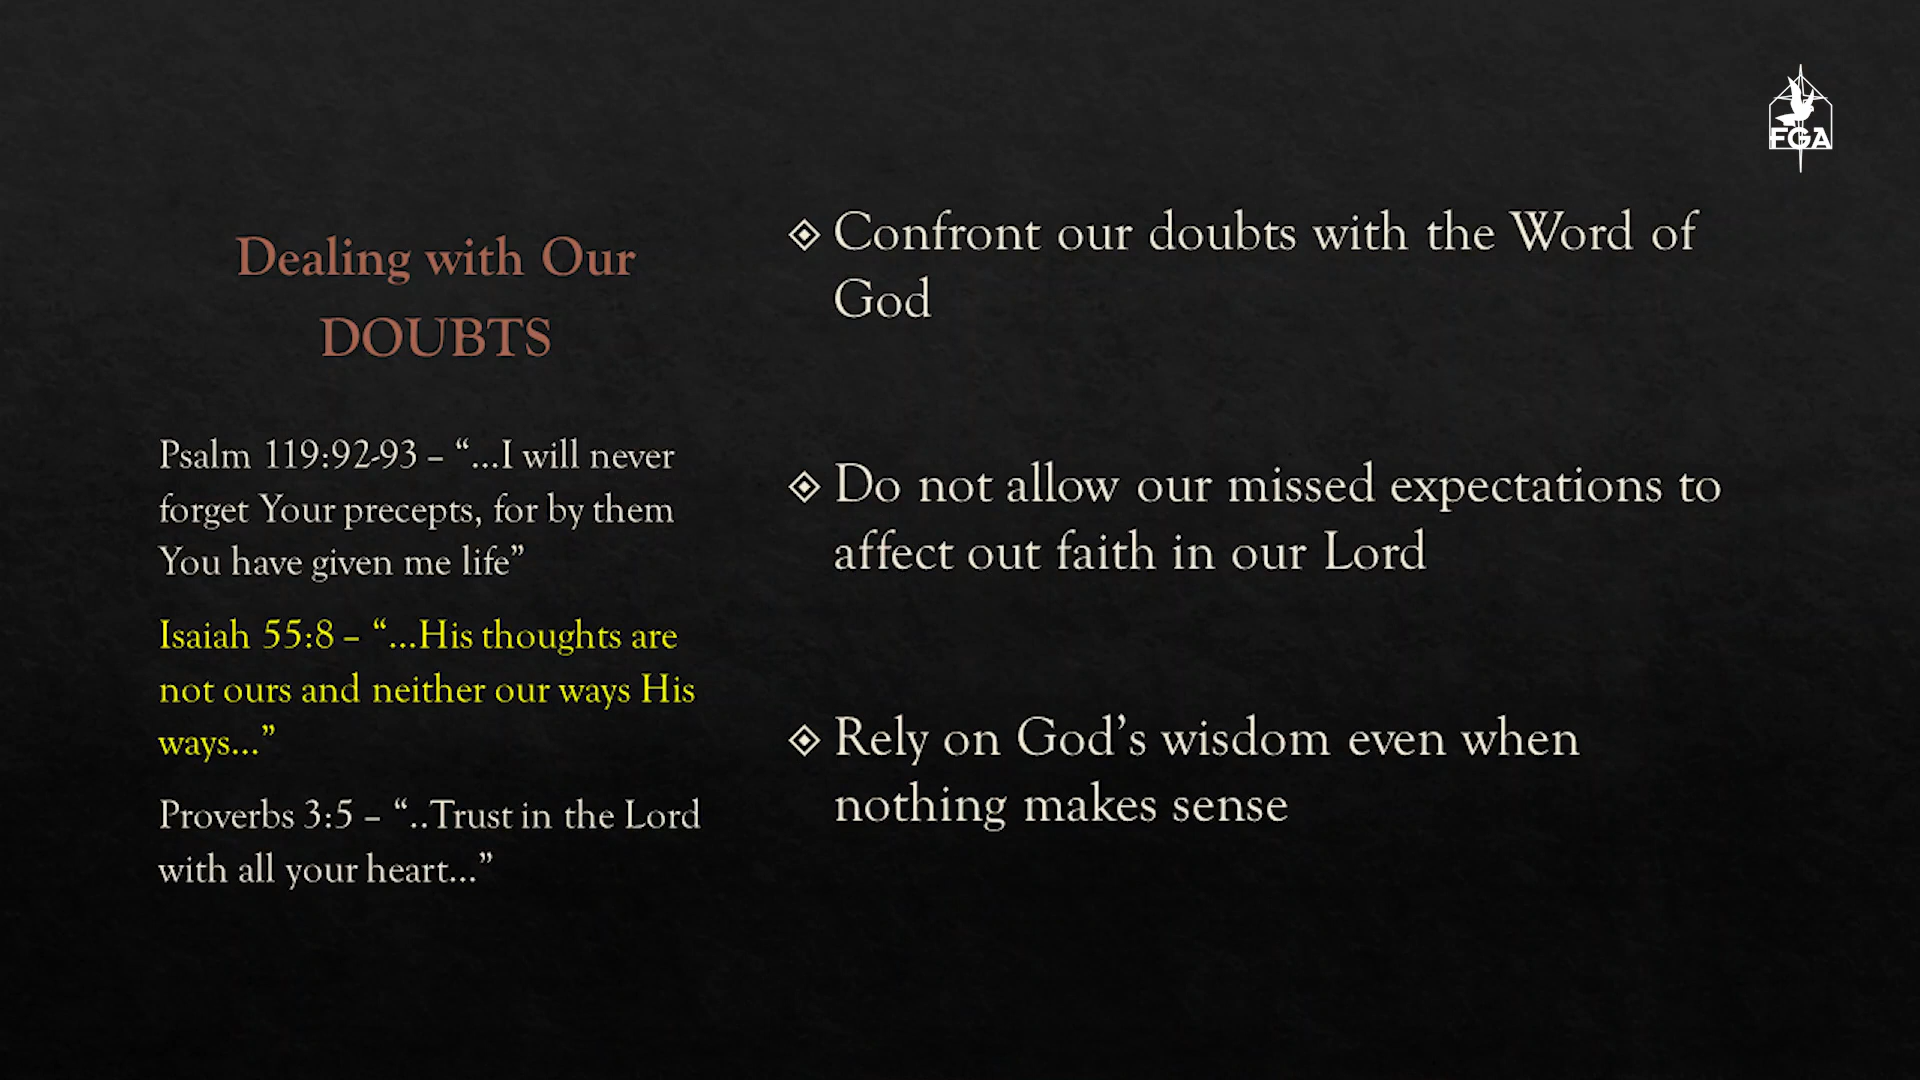 FGA
Dealing with Our
DOUBTS
Psalm 119:92-93 – “…I will never
forget Your precepts, for by them
You have given me life”
Isaiah 55:8 – “…His thoughts are
not ours and neither our ways His
ways…”
Proverbs 3:5 – “..Trust in the Lord
with all your heart…”
Confront our doubts with the Word of
God
Do not allow our missed expectations to
affect out faith in our Lord
Rely on God’s wisdom even when
nothing makes sense